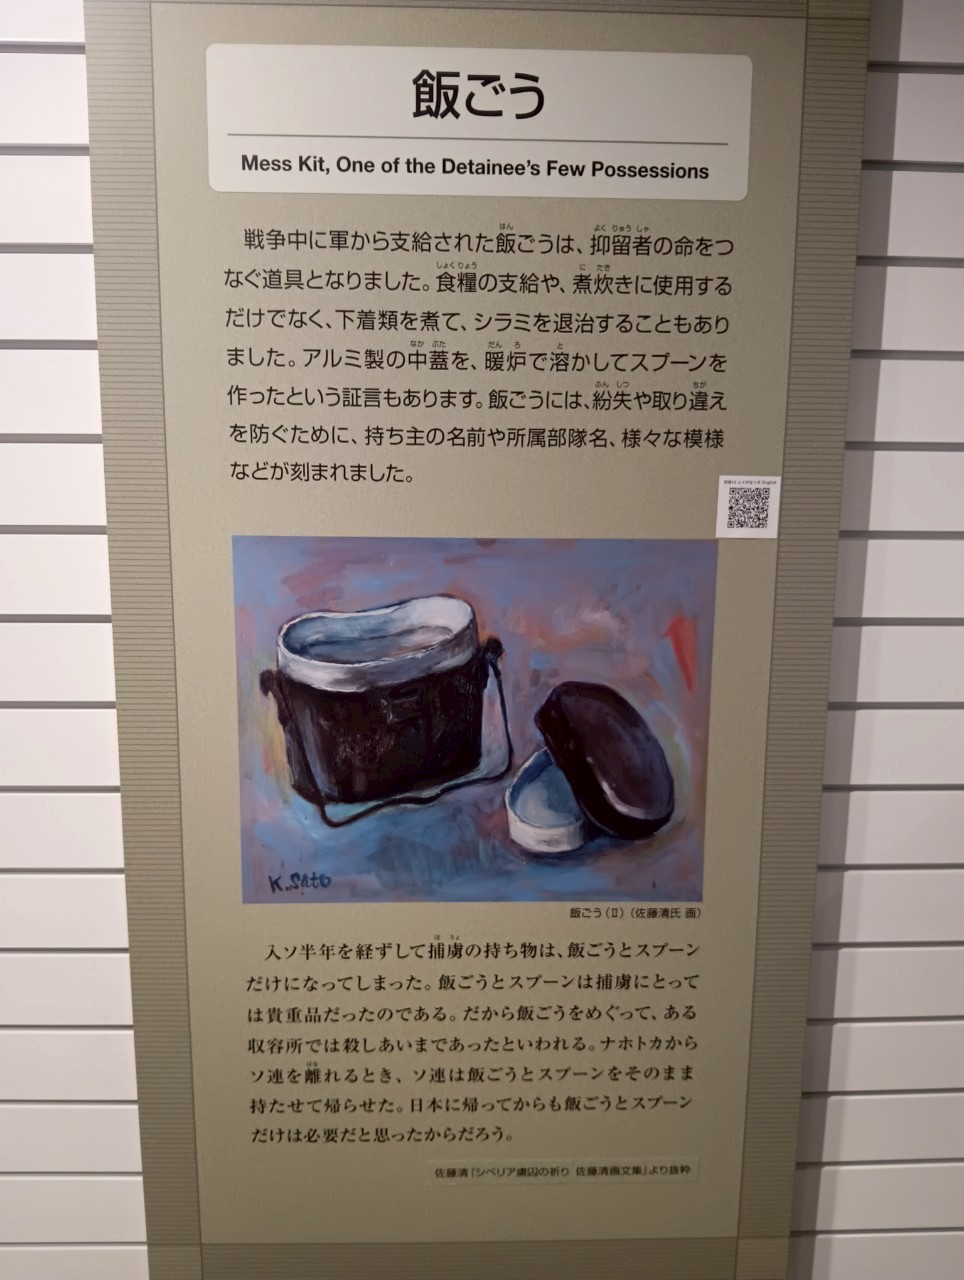 飯ごう
Mess Kit, One of the Detainee's Few Possessions
戦争中に軍から支給された飯ごうは、抑留者の命をつ
なぐ道具となりました。食糧の支給や、煮炊きに使用する
だけでなく、下着類を煮て、シラミを退治することもあり
ました。アルミ製の中蓋を、暖炉で溶かしてスプーンを
作ったという証言もあります。飯ごうには、紛失や取り違え
を防ぐために、持ち主の名前や所属部隊名、様々な模様
などが刻まれました。
K.Sato
飯ごう(Ⅱ)(佐藤清氏 画)
入ソ半年を経ずして捕虜の持ち物は、飯ごうとスプーン
だけになってしまった。飯ごうとスプーンは捕虜にとって
は貴重品だったのである。だから飯ごうをめぐって、ある
収容所では殺しあいまであったといわれる。ナホトカから
ソ連を離れるとき、ソ連は飯ごうとスプーンをそのまま
持たせて帰らせた。日本に帰ってからも飯ごうとスプーン
だけは必要だと思ったからだろう。
佐藤清『シベリア虜囚の祈り 佐藤清画文集』より抜粋